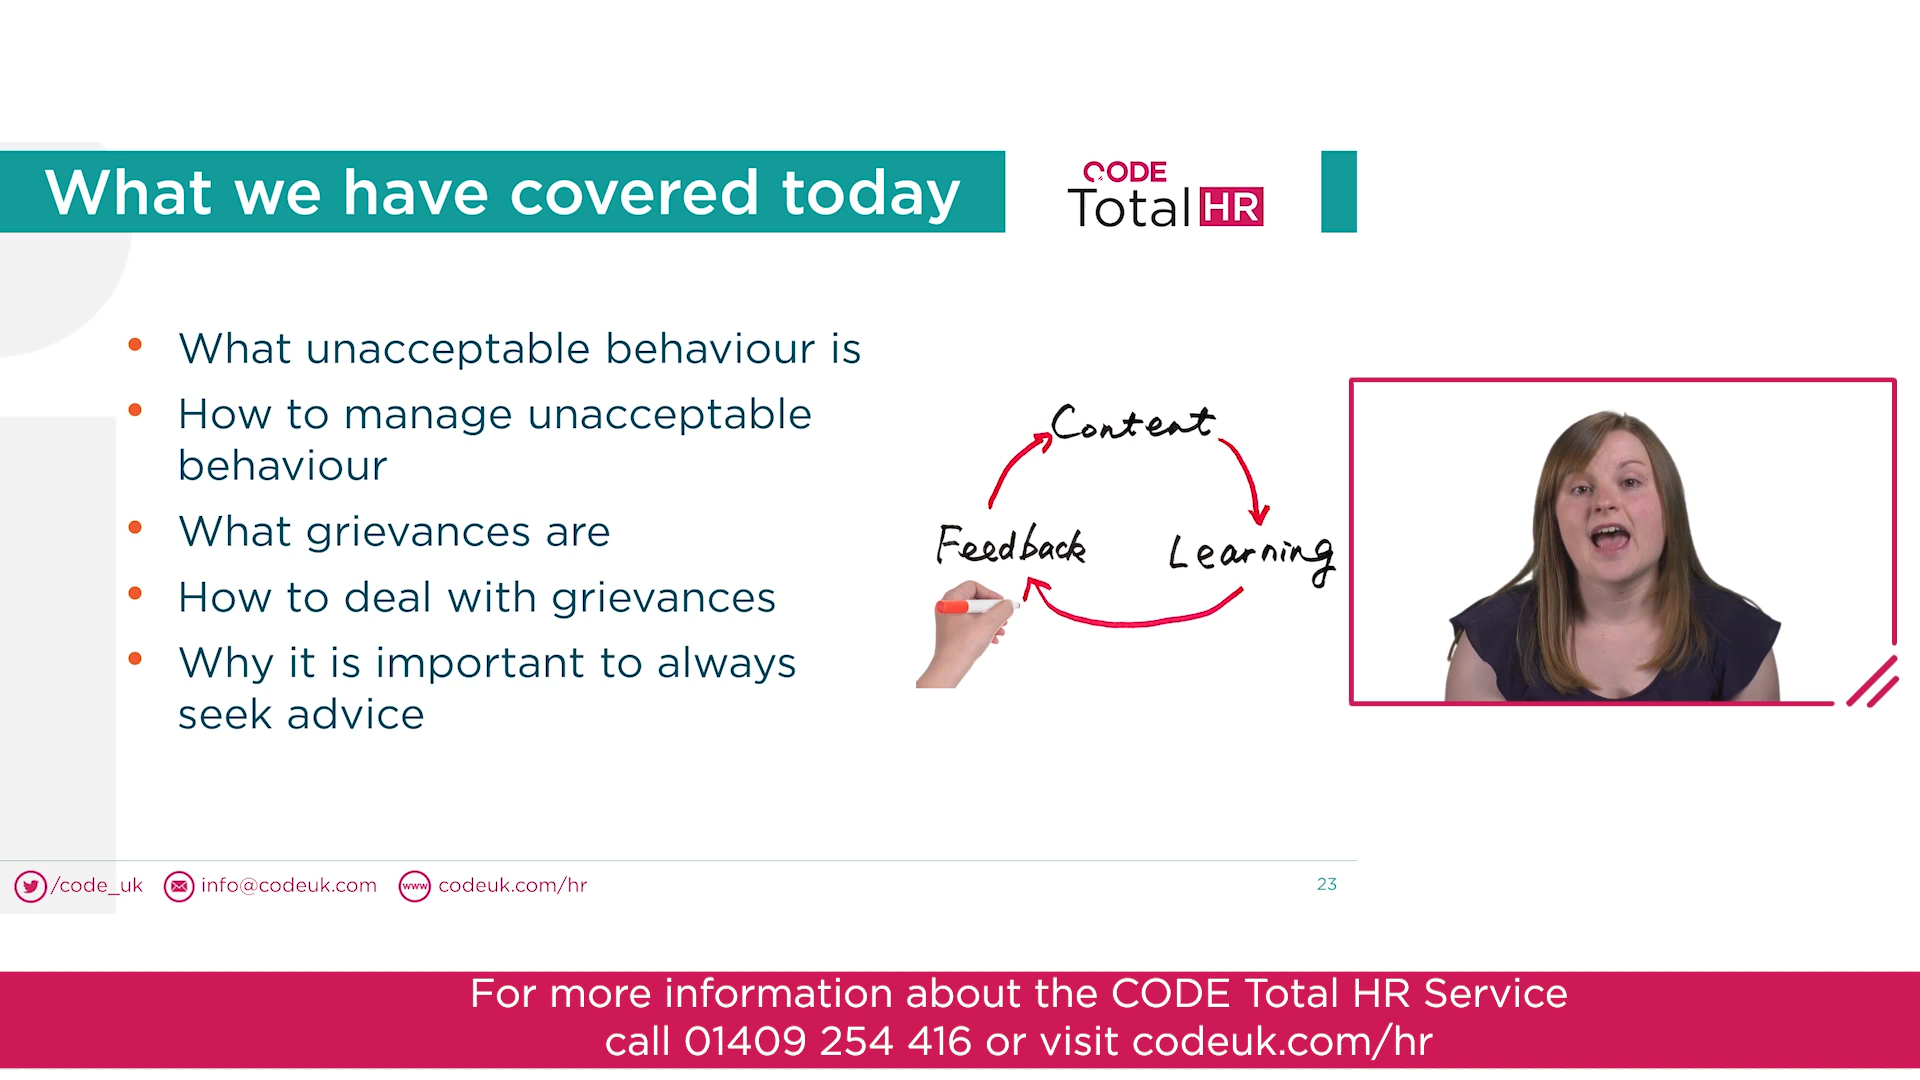 What we have covered today
CODE
Total HR
• What unacceptable behaviour is
• How to manage unacceptable
behaviour
• What grievances are
• How to deal with grievances
• Why it is important to always
seek advice
Content
Feedback
Learning
/code_uk
info@codeuk.com
www
codeuk.com/hr
23
For more information about the CODE Total HR Service
call 01409 254 416 or visit codeuk.com/hr